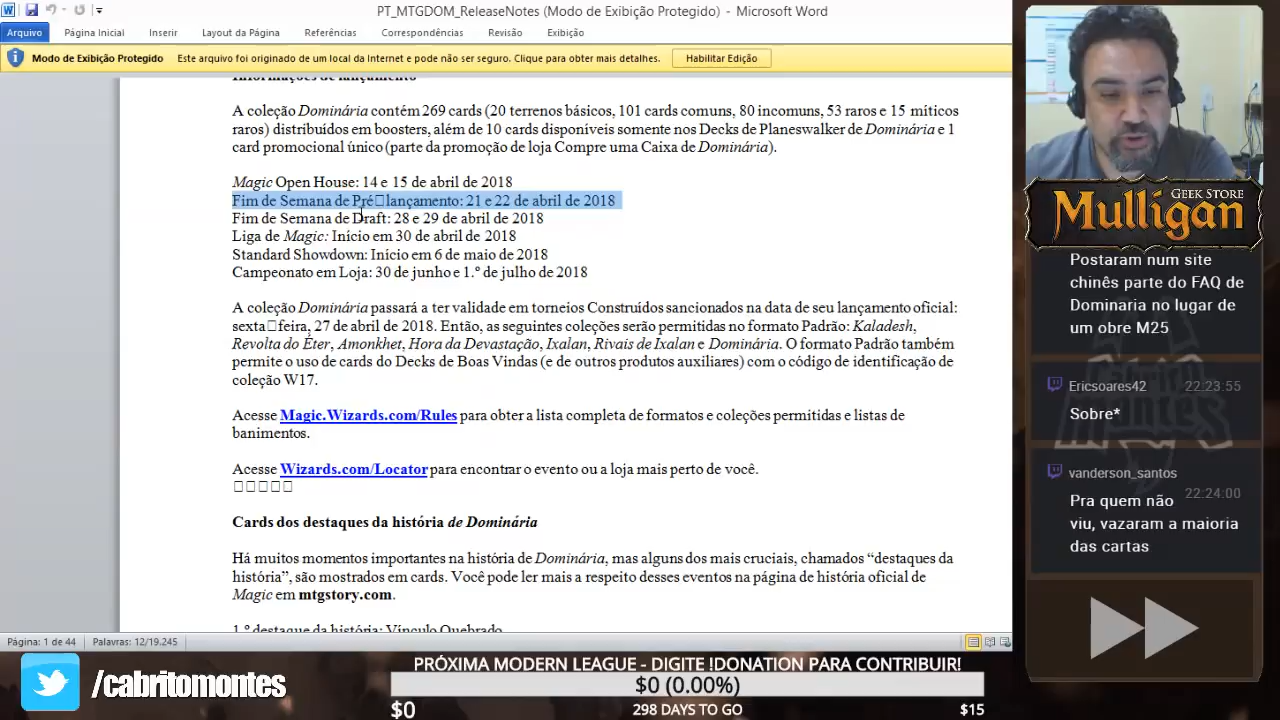 PT_MTGDOM_ReleaseNotes (Modo de Exibição Protegido) - Microsoft Word
Arquivo Página Inicial Inserir Layout da Página Referências Correspondências Revisão Exibição
Modo de Exibição Protegido Este arquivo foi originado de um local da Internet e pode não ser seguro. Clique para obter mais detalhes. Habilitar Edição
Informações de lançamento
A coleção Dominária contém 269 cards (20 terrenos básicos, 101 cards comuns, 80 incomuns, 53 raros e 15 míticos
raros) distribuídos em boosters, além de 10 cards disponíveis somente nos Decks de Planeswalker de Dominária e 1
card promocional único (parte da promoção de loja Compre uma Caixa de Dominária).
Magic Open House: 14 e 15 de abril de 2018
Fim de Semana de Pré□lançamento: 21 e 22 de abril de 2018
Fim de Semana de Draft: 28 e 29 de abril de 2018
Liga de Magic: Início em 30 de abril de 2018
Standard Showdown: Início em 6 de maio de 2018
Campeonato em Loja: 30 de junho e 1.º de julho de 2018
A coleção Dominária passará a ter validade em torneios Construídos sancionados na data de seu lançamento oficial:
sexta□feira, 27 de abril de 2018. Então, as seguintes coleções serão permitidas no formato Padrão: Kaladesh,
Revolta do Éter, Amonkhet, Hora da Devastação, Ixalan, Rivais de Ixalan e Dominária. O formato Padrão também
permite o uso de cards do Decks de Boas Vindas (e de outros produtos auxiliares) com o código de identificação de
coleção W17.
Acesse Magic.Wizards.com/Rules para obter a lista completa de formatos e coleções permitidas e listas de
banimentos.
Acesse Wizards.com/Locator para encontrar o evento ou a loja mais perto de você.
□□□□□
Cards dos destaques da história de Dominária
Há muitos momentos importantes na história de Dominária, mas alguns dos mais cruciais, chamados “destaques da
história”, são mostrados em cards. Você pode ler mais a respeito desses eventos na página de história oficial de
Magic em mtgstory.com.
1.º destaque da história: Vínculo Quebrado
Página: 1 de 44 Palavras: 12/19.245
GEEK STORE
Mulligan
Postaram num site
chinês parte do FAQ de
Dominaria no lugar de
um obre M25
Ericsoares42 22:23:55
Sobre*
vanderson_santos
Pra quem não 22:24:00
viu, vazaram a maioria
das cartas
/cabritomontes
PRÓXIMA MODERN LEAGUE - DIGITE !DONATION PARA CONTRIBUIR!
$0 (0.00%)
$0 298 DAYS TO GO $15